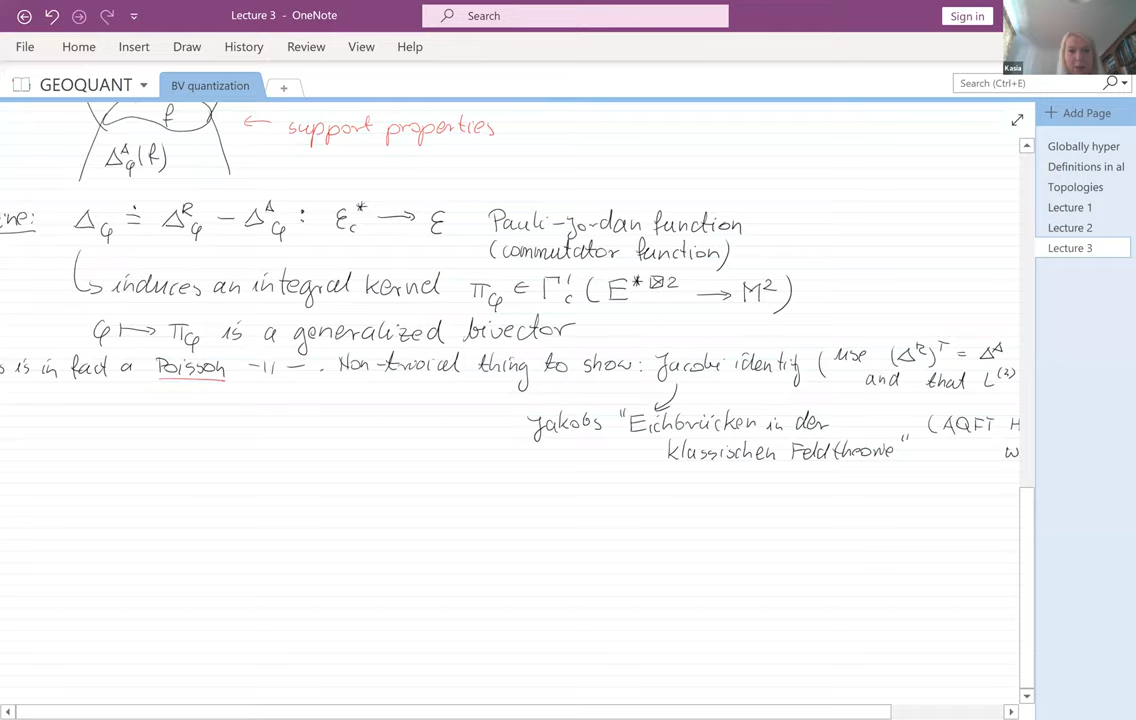 Lecture 3 - OneNote
Search
Sign in
Kasia
File Home Insert Draw History Review View Help
GEOQUANT
BV quantization
Search (Ctrl+E)
Add Page
Globally hyper
Definitions in al
Topologies
Lecture 1
Lecture 2
Lecture 3
f
← support properties
Δ^A_φ(f)
ine: Δ_φ ≐ Δ^R_φ - Δ^A_φ : ℰ_c^* → ℰ Pauli-Jordan function
(commutator function)
↳ induces an integral kernel π_φ ∈ Γ'_c (E^{*⊠2} → M²)
φ ↦ π_φ is a generalized bivector
s is in fact a Poisson -11-. Non-trivial thing to show: Jacobi identity (use (Δ^R)^T = Δ^A
and that L^{(2)}
Jakobs "Eichbrücken in der (AQFT H
klassischen Feldtheorie" w